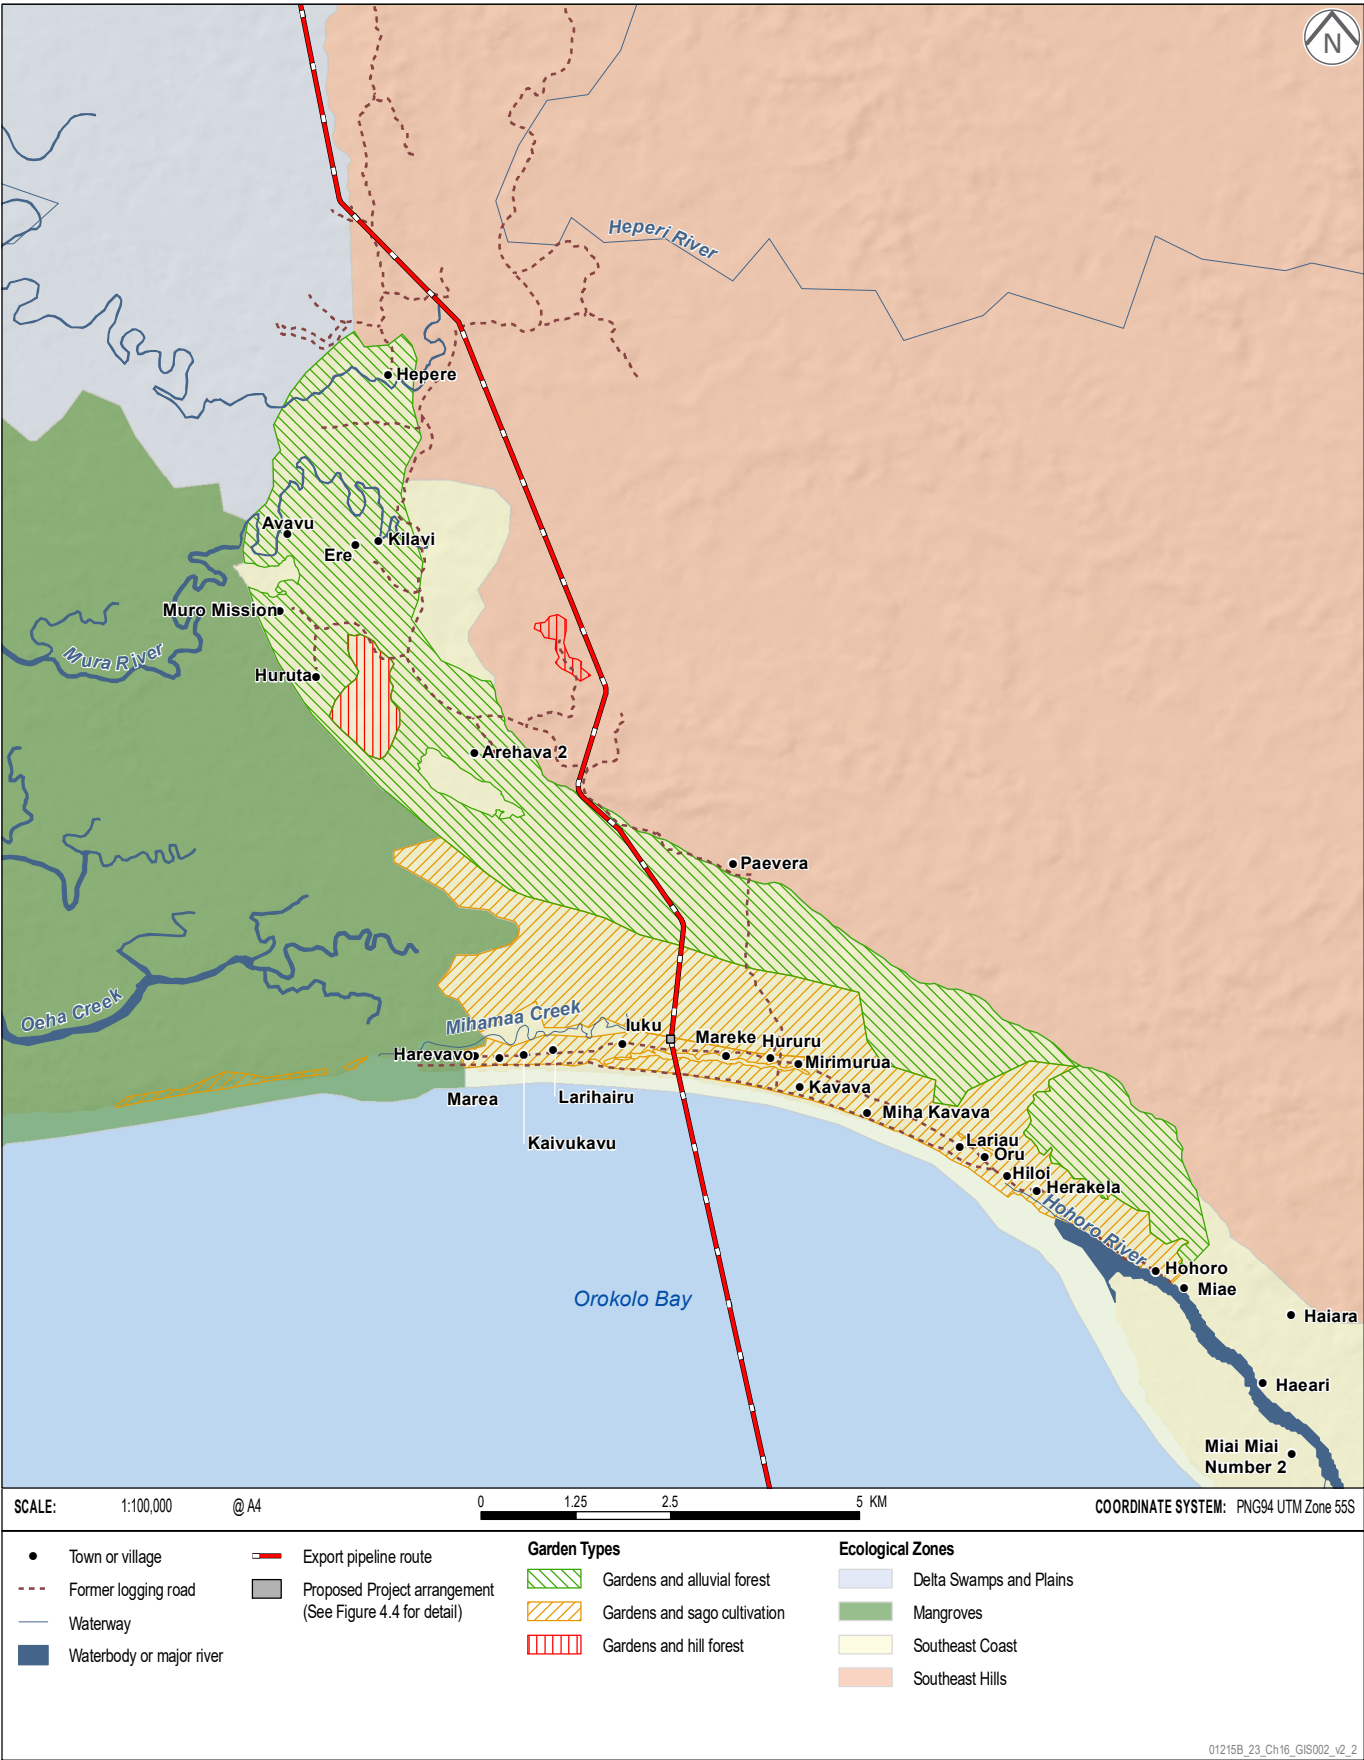 N
Heperi River
Hepere
Avavu
Ere
Kilavi
Muro Mission
Mura River
Huruta
Arehava 2
Paevera
Oeha Creek
Mihamaa Creek
Iuku
Harevavo
Mareke
Hururu
Mirimurua
Kavava
Marea
Larihairu
Miha Kavava
Kaivukavu
Lariau
Oru
Hiloi
Herakela
Hohoro River
Hohoro
Miae
Orokolo Bay
Haiara
Haeari
Miai Miai
Number 2
SCALE: 1:100,000 @ A4
0 1.25 2.5 5 KM
COORDINATE SYSTEM: PNG94 UTM Zone 55S
Town or village
Former logging road
Waterway
Waterbody or major river
Export pipeline route
Proposed Project arrangement
(See Figure 4.4 for detail)
Garden Types
Gardens and alluvial forest
Gardens and sago cultivation
Gardens and hill forest
Ecological Zones
Delta Swamps and Plains
Mangroves
Southeast Coast
Southeast Hills
01215B_23_Ch16_GIS002_v2_2